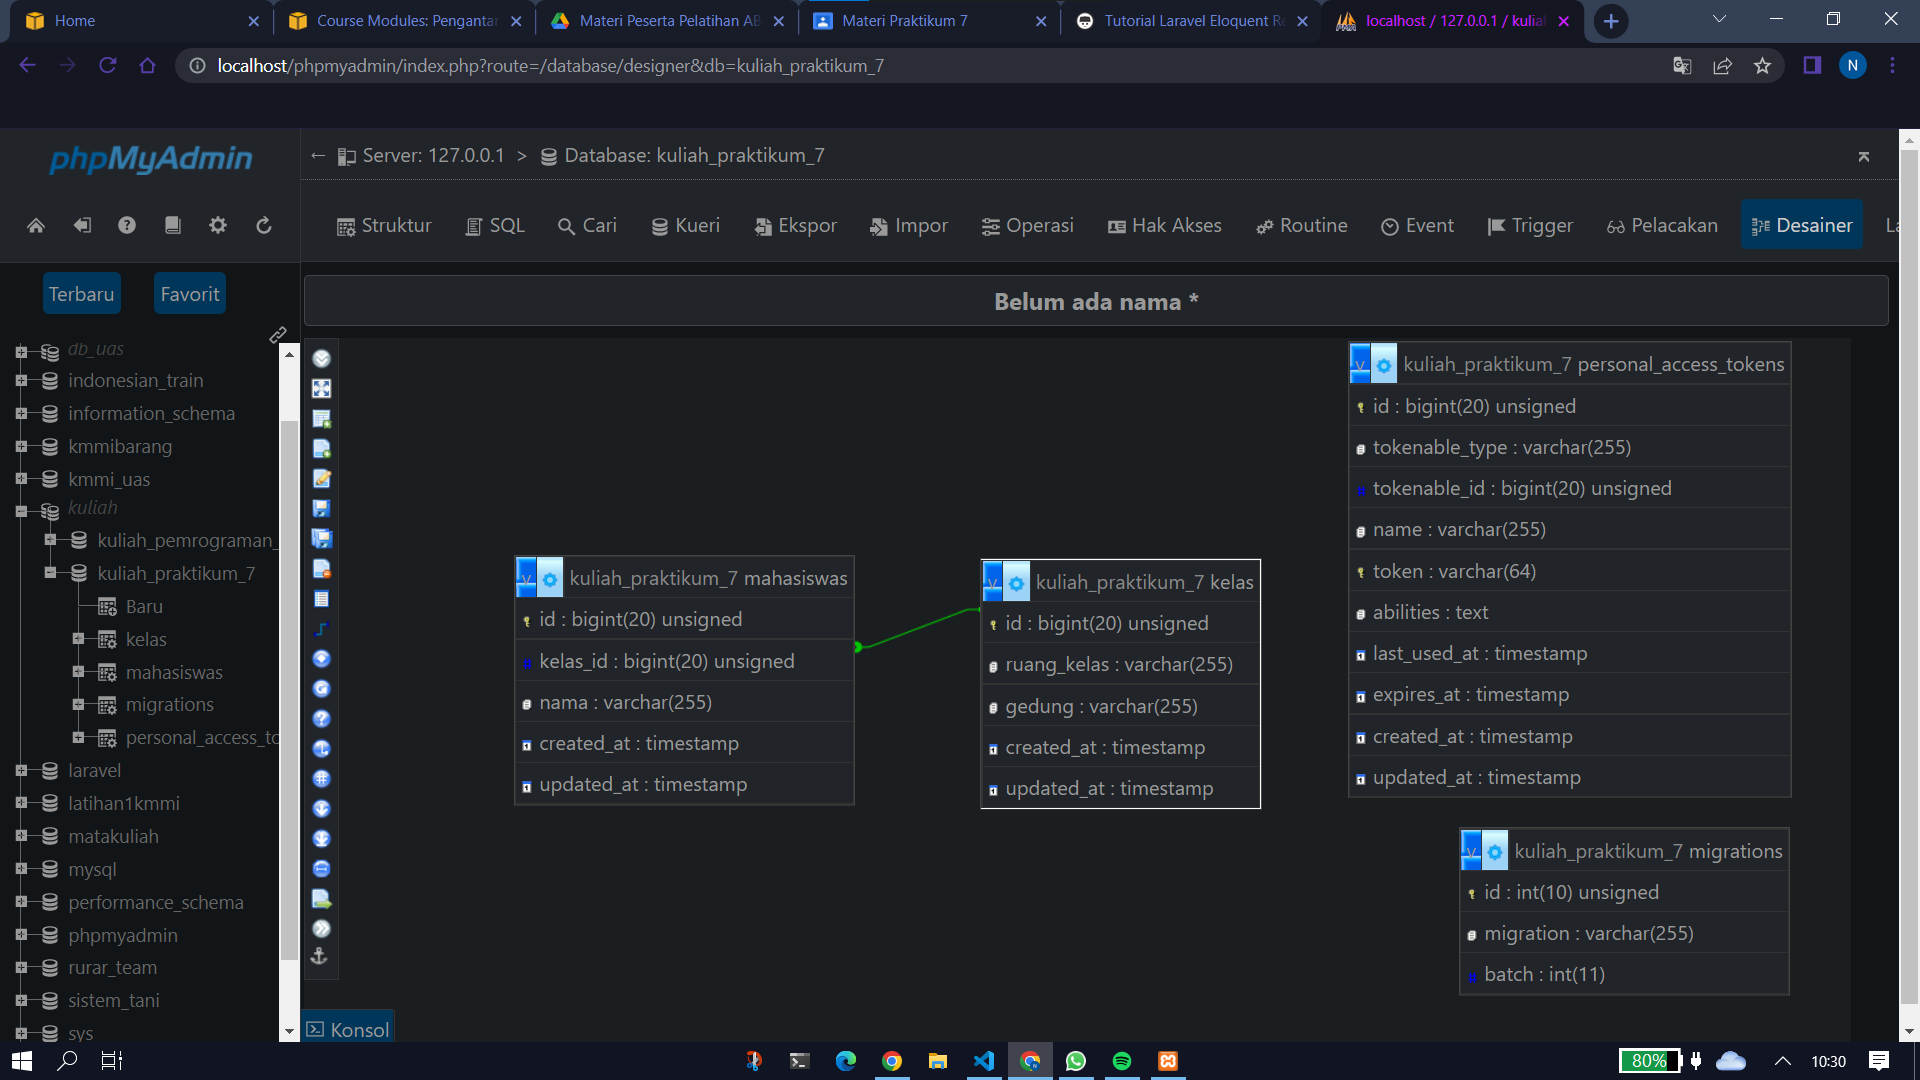 Home
Course Modules: Pengantar
Materi Peserta Pelatihan AB
Materi Praktikum 7
Tutorial Laravel Eloquent Re
localhost / 127.0.0.1 / kulia
localhost/phpmyadmin/index.php?route=/database/designer&db=kuliah_praktikum_7
N
phpMyAdmin
Server: 127.0.0.1 > Database: kuliah_praktikum_7
Struktur SQL Cari Kueri Ekspor Impor Operasi Hak Akses Routine Event Trigger Pelacakan Desainer La
Terbaru Favorit
Belum ada nama *
db_uas
indonesian_train
information_schema
kmmibarang
kmmi_uas
kuliah
kuliah_pemrograman_
kuliah_praktikum_7
Baru
kelas
mahasiswas
migrations
personal_access_to
laravel
latihan1kmmi
matakuliah
mysql
performance_schema
phpmyadmin
rurar_team
sistem_tani
sys
kuliah_praktikum_7 mahasiswas
id : bigint(20) unsigned
kelas_id : bigint(20) unsigned
nama : varchar(255)
created_at : timestamp
updated_at : timestamp
kuliah_praktikum_7 kelas
id : bigint(20) unsigned
ruang_kelas : varchar(255)
gedung : varchar(255)
created_at : timestamp
updated_at : timestamp
kuliah_praktikum_7 personal_access_tokens
id : bigint(20) unsigned
tokenable_type : varchar(255)
tokenable_id : bigint(20) unsigned
name : varchar(255)
token : varchar(64)
abilities : text
last_used_at : timestamp
expires_at : timestamp
created_at : timestamp
updated_at : timestamp
kuliah_praktikum_7 migrations
id : int(10) unsigned
migration : varchar(255)
batch : int(11)
Konsol
80%
10:30